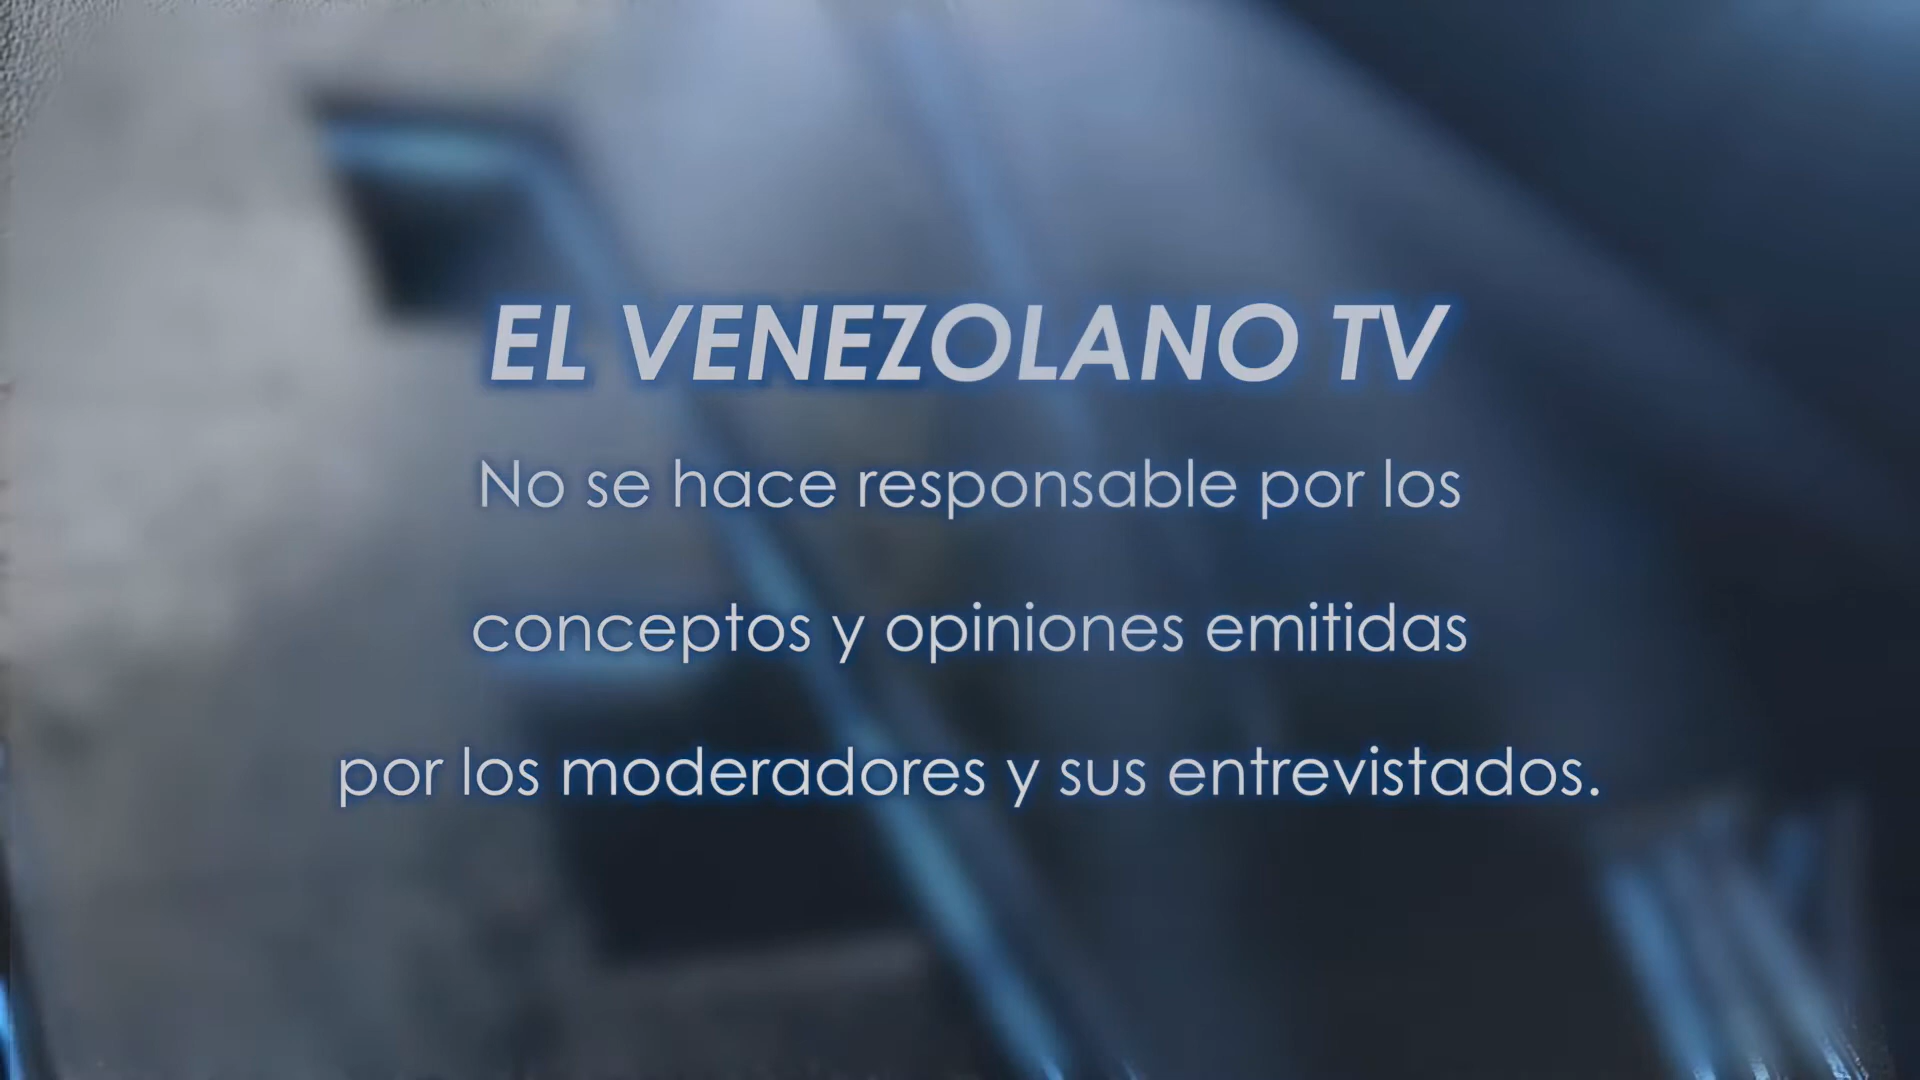 EL VENEZOLANO TV
No se hace responsable por los
conceptos y opiniones emitidas
por los moderadores y sus entrevistados.